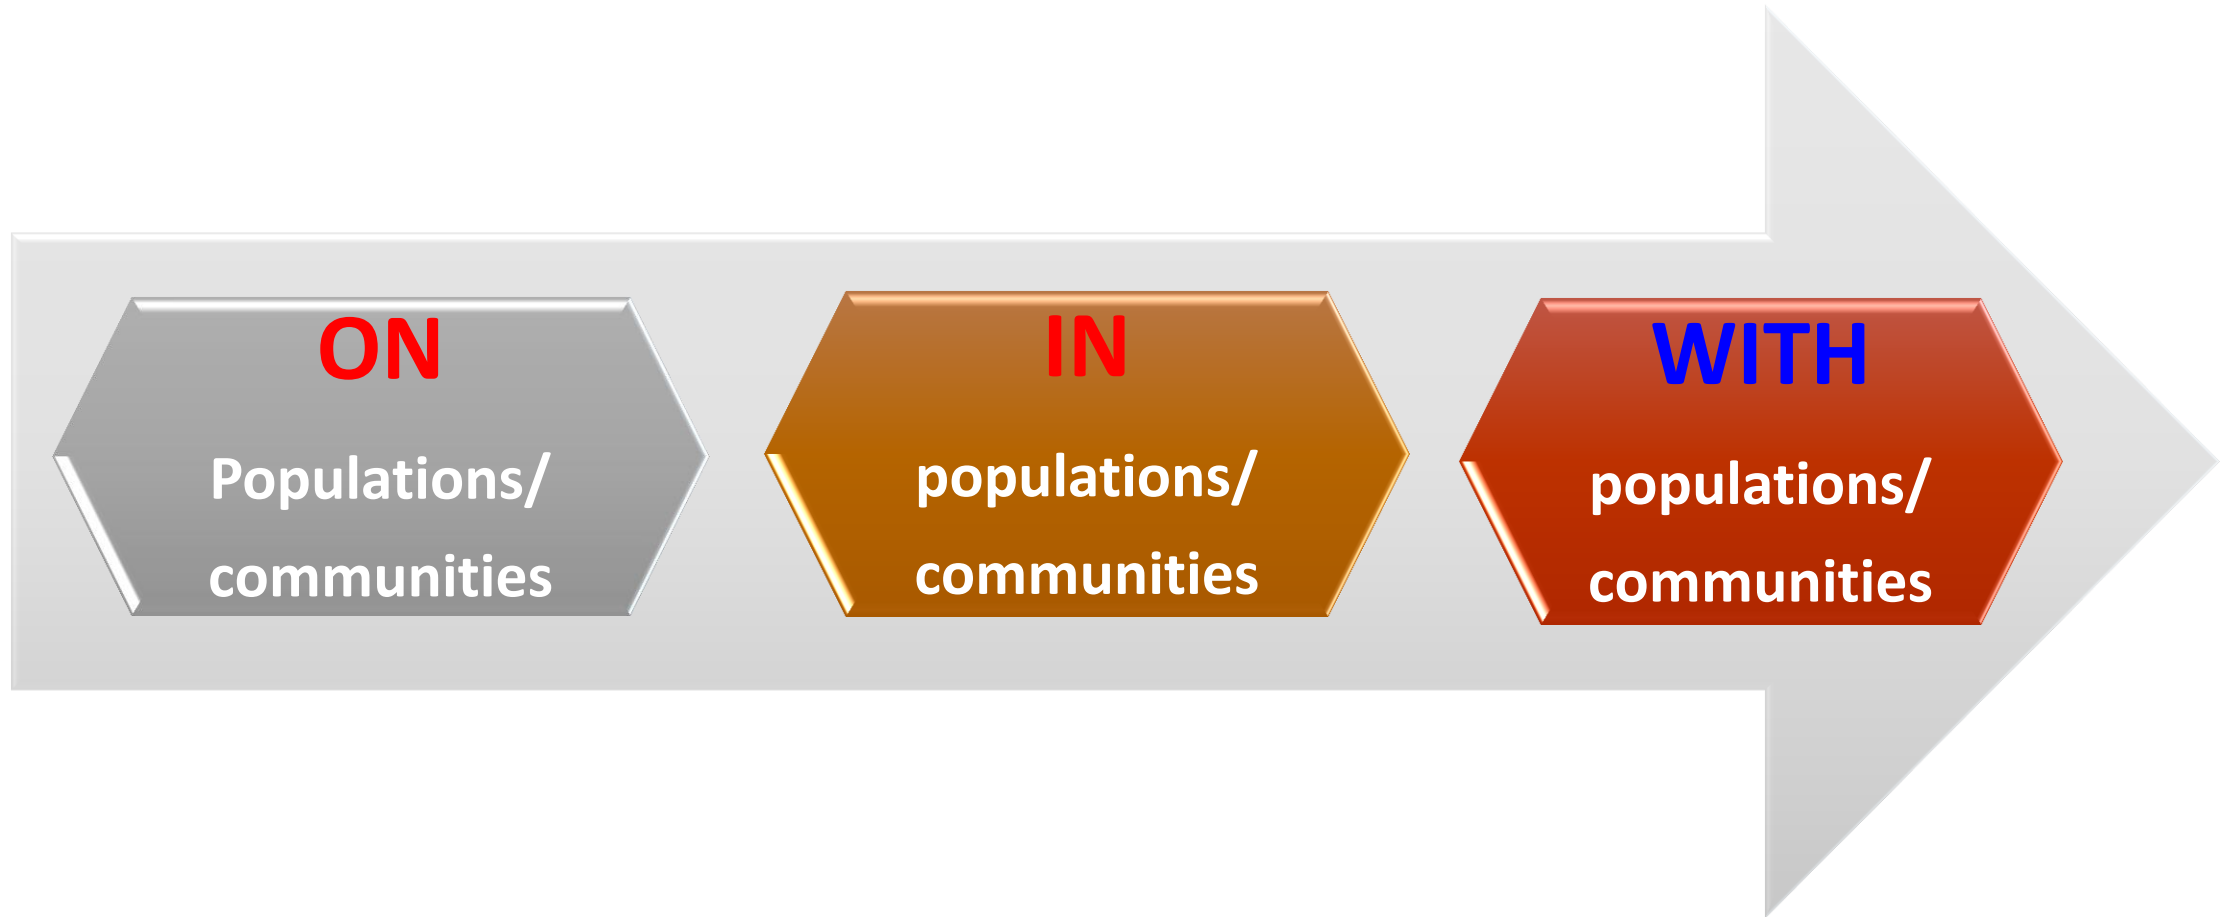 ON
Populations/
communities
IN
populations/
communities
WITH
populations/
communities